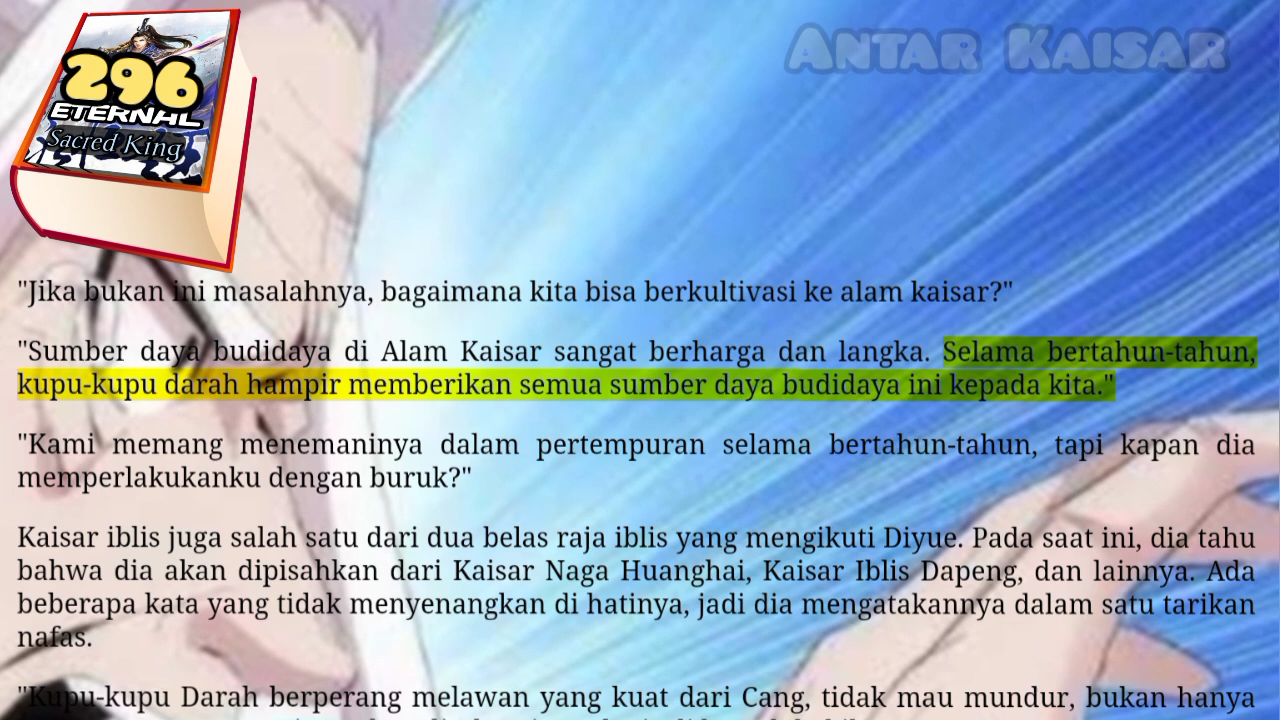 Antar Kaisar
296
ETERNAL
Sacred King
"Jika bukan ini masalahnya, bagaimana kita bisa berkultivasi ke alam kaisar?"
"Sumber daya budidaya di Alam Kaisar sangat berharga dan langka. Selama bertahun-tahun,
kupu-kupu darah hampir memberikan semua sumber daya budidaya ini kepada kita."
"Kami memang menemaninya dalam pertempuran selama bertahun-tahun, tapi kapan dia
memperlakukanku dengan buruk?"
Kaisar iblis juga salah satu dari dua belas raja iblis yang mengikuti Diyue. Pada saat ini, dia tahu
bahwa dia akan dipisahkan dari Kaisar Naga Huanghai, Kaisar Iblis Dapeng, dan lainnya. Ada
beberapa kata yang tidak menyenangkan di hatinya, jadi dia mengatakannya dalam satu tarikan
nafas.
"Kupu-kupu Darah berperang melawan yang kuat dari Cang, tidak mau mundur, bukan hanya